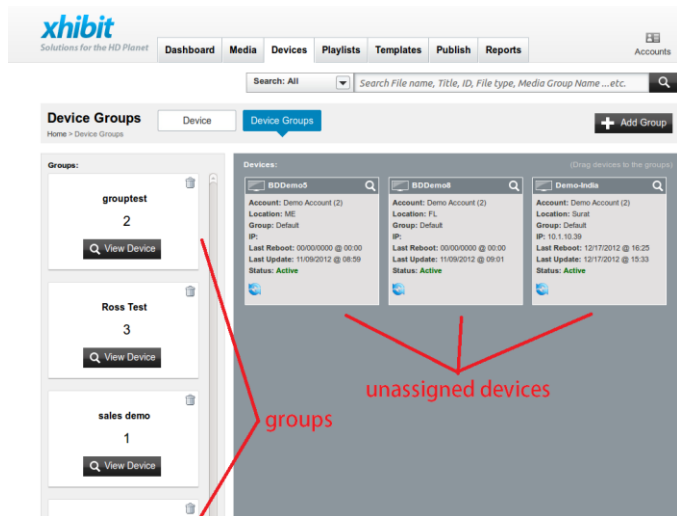 xhibit
Solutions for the HD Planet
Dashboard Media Devices Playlists Templates Publish Reports
Accounts
Search: All
Search File name, Title, ID, File type, Media Group Name ...etc.
Device Groups
Home > Device Groups
Device
Device Groups
Add Group
Groups:
grouptest
2
View Device
Ross Test
3
View Device
sales demo
1
View Device
Devices:
(Drag devices to the groups)
BDDemo5
Account: Demo Account (2)
Location: ME
Group: Default
IP:
Last Reboot: 00/00/0000 @ 00:00
Last Update: 11/09/2012 @ 08:59
Status: Active
BDDemo8
Account: Demo Account (2)
Location: FL
Group: Default
IP:
Last Reboot: 00/00/0000 @ 00:00
Last Update: 11/09/2012 @ 09:01
Status: Active
Demo-India
Account: Demo Account (2)
Location: Surat
Group: Default
IP: 10.1.10.39
Last Reboot: 12/17/2012 @ 16:25
Last Update: 12/17/2012 @ 15:33
Status: Active
unassigned devices
groups